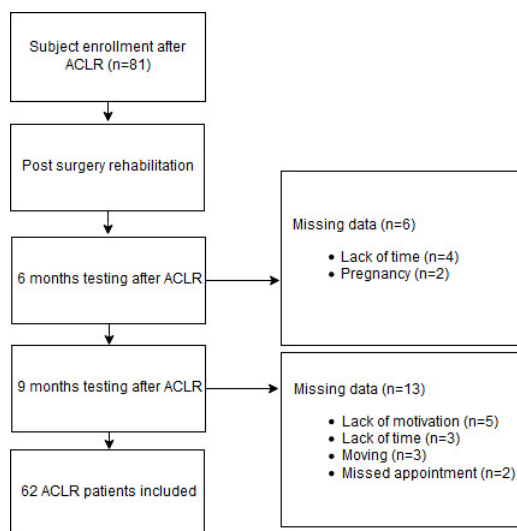 Subject enrollment after
ACLR (n=81)
Post surgery rehabilitation
6 months testing after ACLR
Missing data (n=6)
• Lack of time (n=4)
• Pregnancy (n=2)
9 months testing after ACLR
Missing data (n=13)
• Lack of motivation (n=5)
• Lack of time (n=3)
• Moving (n=3)
• Missed appointment (n=2)
62 ACLR patients included